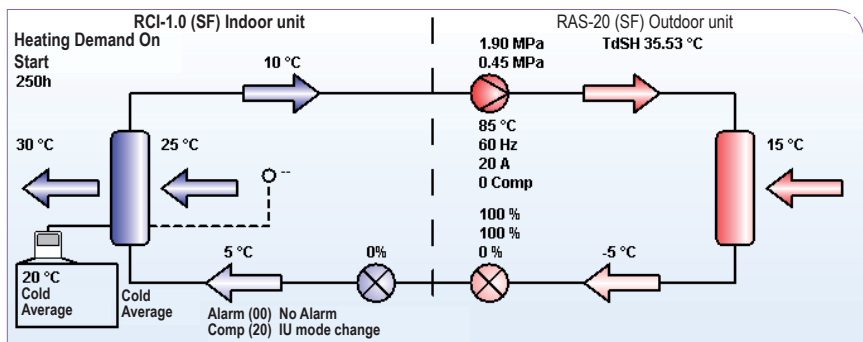 RCI-1.0 (SF) Indoor unit
RAS-20 (SF) Outdoor unit
Heating Demand On
Start
250h
10 °C
1.90 MPa
0.45 MPa
TdSH 35.53 °C
30 °C
25 °C
--
85 °C
60 Hz
20 A
0 Comp
15 °C
100 %
100 %
0 %
5 °C
0%
-5 °C
20 °C
Cold
Average
Cold
Average
Alarm (00) No Alarm
Comp (20) IU mode change